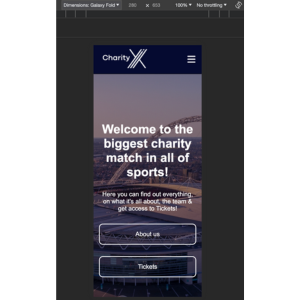 Dimensions: Galaxy Fold 280 × 653 100% No throttling
Charity X
Welcome to the
biggest charity
match in all of
sports!
Here you can find out everything,
on what it's all about, the team &
get access to Tickets!
About us
Tickets